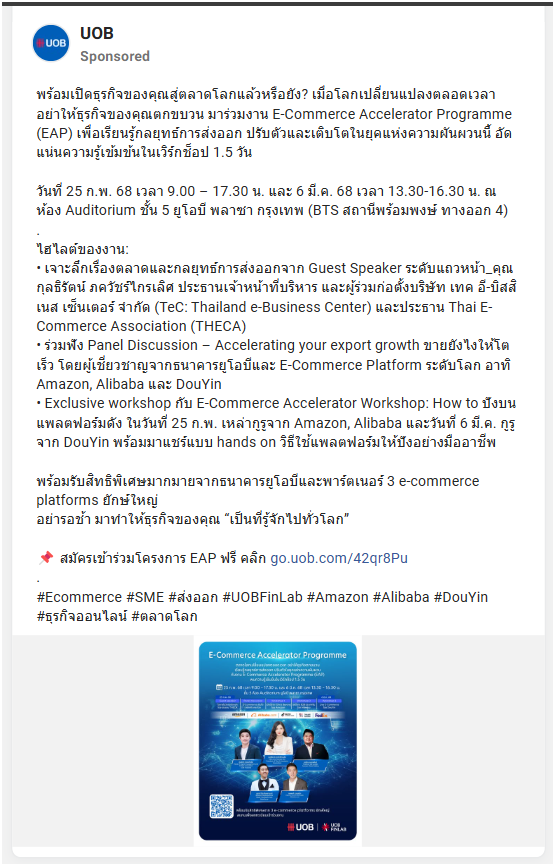 UOB
UOB
Sponsored
พร้อมเปิดธุรกิจของคุณสู่ตลาดโลกแล้วหรือยัง? เมื่อโลกเปลี่ยนแปลงตลอดเวลา
อย่าให้ธุรกิจของคุณตกขบวน มาร่วมงาน E-Commerce Accelerator Programme
(EAP) เพื่อเรียนรู้กลยุทธ์การส่งออก ปรับตัวและเติบโตในยุคแห่งความผันผวนนี้ อัด
แน่นความรู้เข้มข้นในเวิร์กช็อป 1.5 วัน
วันที่ 25 ก.พ. 68 เวลา 9.00 – 17.30 น. และ 6 มี.ค. 68 เวลา 13.30-16.30 น. ณ
ห้อง Auditorium ชั้น 5 ยูโอบี พลาซา กรุงเทพ (BTS สถานีพร้อมพงษ์ ทางออก 4)
.
ไฮไลต์ของงาน:
• เจาะลึกเรื่องตลาดและกลยุทธ์การส่งออกจาก Guest Speaker ระดับแถวหน้า_คุณ
กุลธิรัตน์ ภควัชร์ไกรเลิศ ประธานเจ้าหน้าที่บริหาร และผู้ร่วมก่อตั้งบริษัท เทค อี-บิสสิ
เนส เซ็นเตอร์ จำกัด (TeC: Thailand e-Business Center) และประธาน Thai E-
Commerce Association (THECA)
• ร่วมฟัง Panel Discussion – Accelerating your export growth ขายยังไงให้โต
เร็ว โดยผู้เชี่ยวชาญจากธนาคารยูโอบีและ E-Commerce Platform ระดับโลก อาทิ
Amazon, Alibaba และ DouYin
• Exclusive workshop กับ E-Commerce Accelerator Workshop: How to ปังบน
แพลตฟอร์มดัง ในวันที่ 25 ก.พ. เหล่ากูรูจาก Amazon, Alibaba และวันที่ 6 มี.ค. กูรู
จาก DouYin พร้อมมาแชร์แบบ hands on วิธีใช้แพลตฟอร์มให้ปังอย่างมืออาชีพ
พร้อมรับสิทธิพิเศษมากมายจากธนาคารยูโอบีและพาร์ตเนอร์ 3 e-commerce
platforms ยักษ์ใหญ่
อย่ารอช้า มาทำให้ธุรกิจของคุณ “เป็นที่รู้จักไปทั่วโลก”
📌 สมัครเข้าร่วมโครงการ EAP ฟรี คลิก go.uob.com/42qr8Pu
.
#Ecommerce #SME #ส่งออก #UOBFinLab #Amazon #Alibaba #DouYin
#ธุรกิจออนไลน์ #ตลาดโลก
E-Commerce Accelerator Programme
FedEx
UOB
UOB
FINLAB